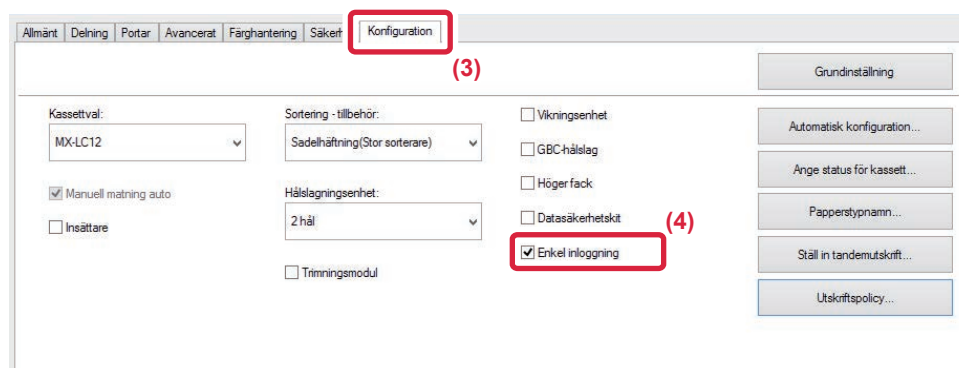 Allmänt Delning Portar Avancerat Färghantering Säkerh Konfiguration
(3)
Grundinställning
Kassettval:
MX-LC12
Manuell matning auto
Insättare
Sortering - tillbehör:
Sadelhäftning(Stor sorterare)
Hålslagningsenhet:
2 hål
Trimningsmodul
Vikningsenhet
GBC-hålslag
Höger fack
Datasäkerhetskit
(4)
Enkel inloggning
Automatisk konfiguration...
Ange status för kassett...
Papperstypnamn...
Ställ in tandemutskrift...
Utskriftspolicy...